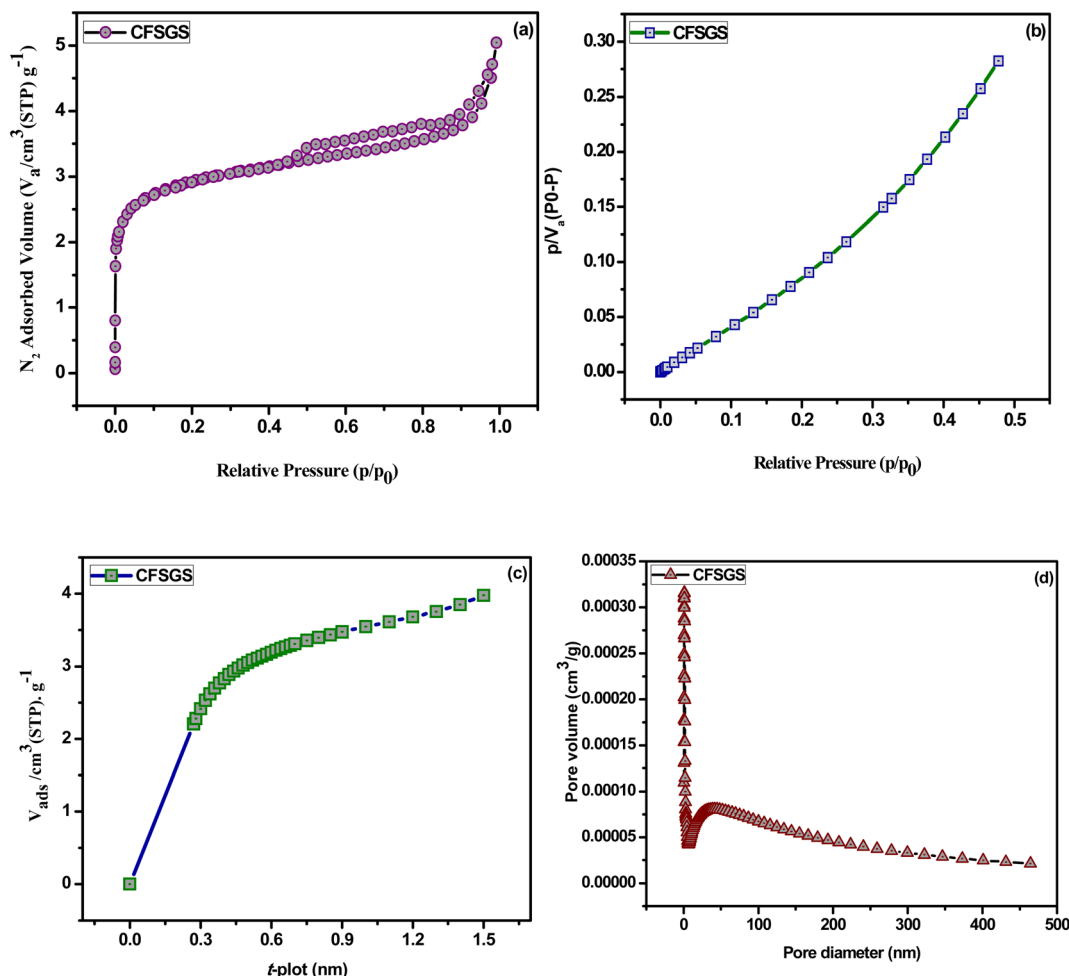 CFSGS
(a)
5
4
3
2
1
0
N2 Adsorbed Volume (Va/cm3(STP) g-1)
0.0 0.2 0.4 0.6 0.8 1.0
Relative Pressure (p/p0)
CFSGS
(b)
0.30
0.25
0.20
0.15
0.10
0.05
0.00
p/Va(P0-P)
0.0 0.1 0.2 0.3 0.4 0.5
Relative Pressure (p/p0)
CFSGS
(c)
4
3
2
1
0
Vads /cm3(STP). g-1
0.0 0.3 0.6 0.9 1.2 1.5
t-plot (nm)
CFSGS
(d)
0.00035
0.00030
0.00025
0.00020
0.00015
0.00010
0.00005
0.00000
Pore volume (cm3/g)
0 100 200 300 400 500
Pore diameter (nm)